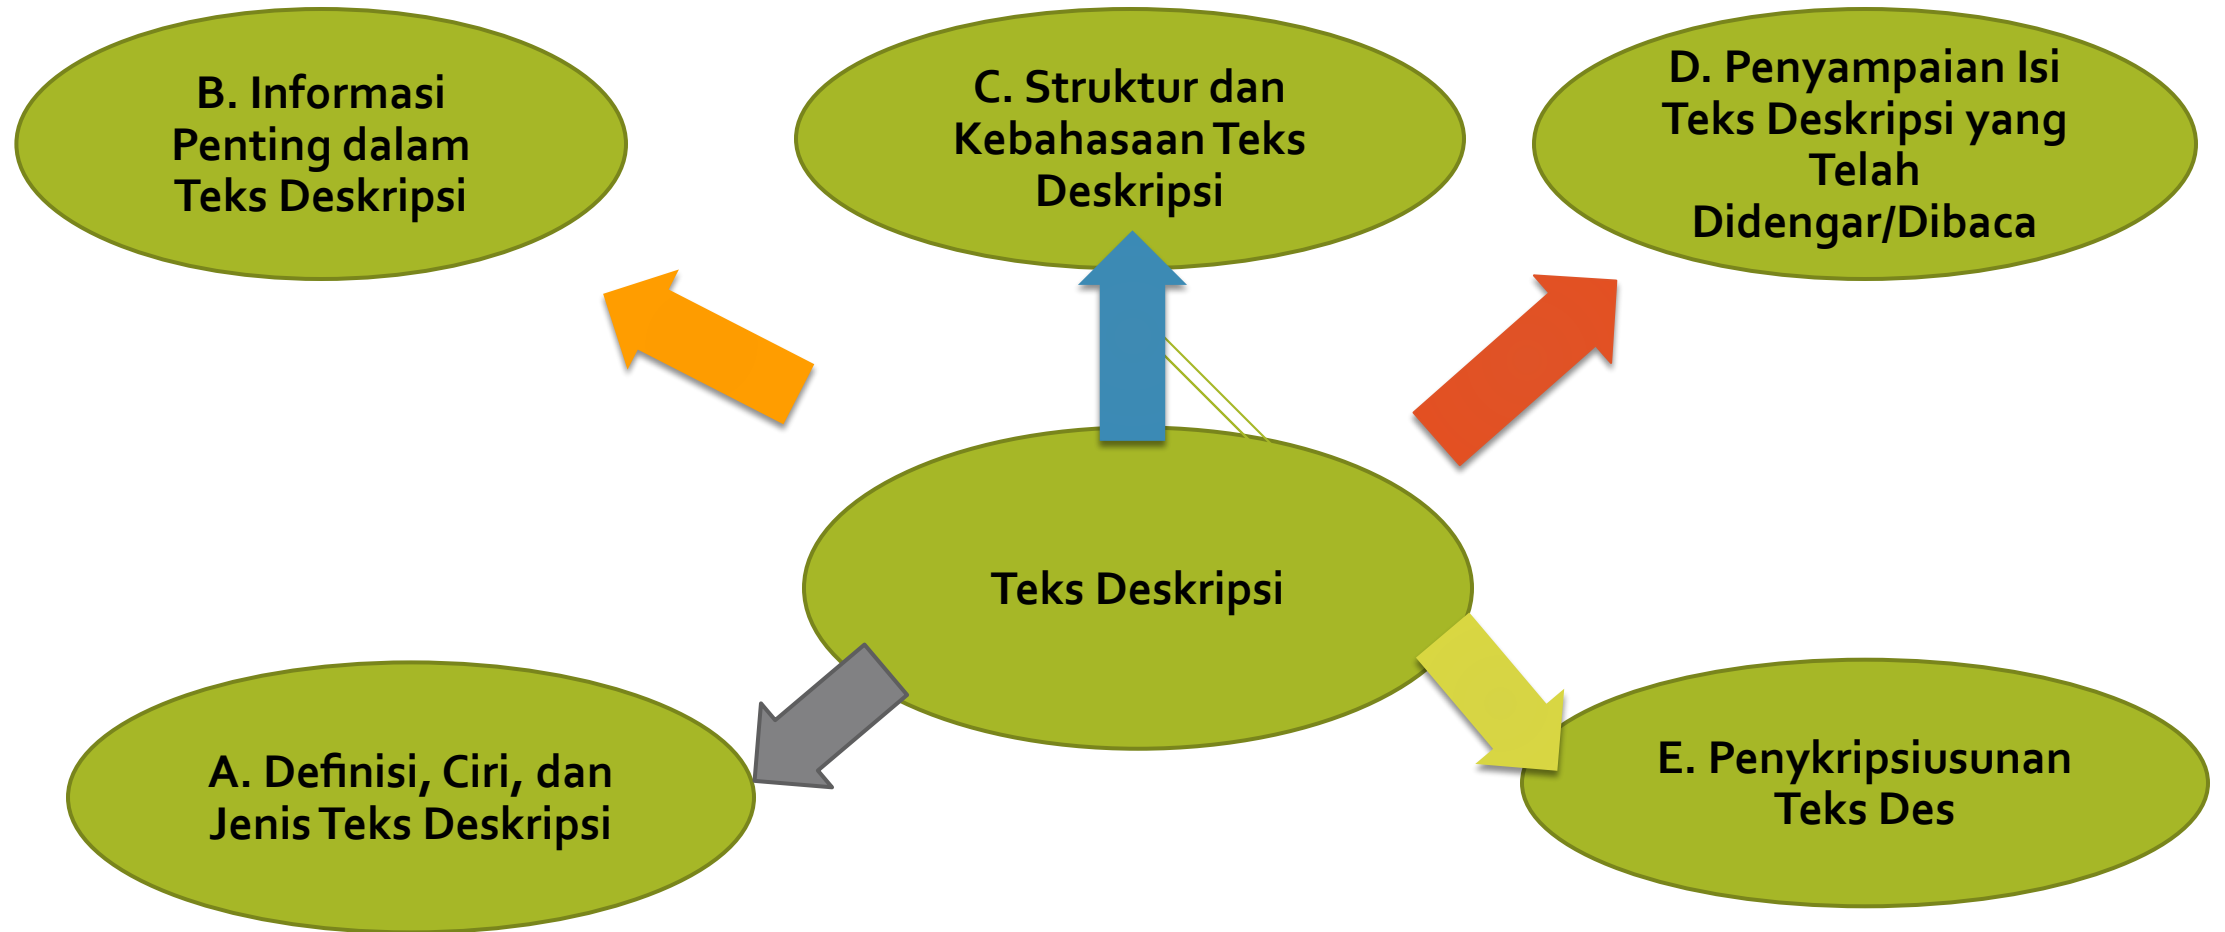 B. Informasi
Penting dalam
Teks Deskripsi
C. Struktur dan
Kebahasaan Teks
Deskripsi
D. Penyampaian Isi
Teks Deskripsi yang
Telah
Didengar/Dibaca
Teks Deskripsi
A. Definisi, Ciri, dan
Jenis Teks Deskripsi
E. Penykripsiusunan
Teks Des